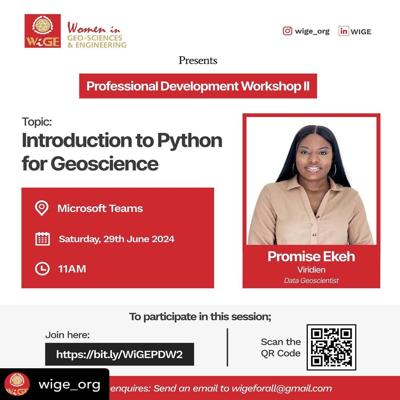 WiGE
Women in
GEO-SCIENCES
& ENGINEERING
wige_org
WIGE
Presents
Professional Development Workshop II
Topic:
Introduction to Python
for Geoscience
Microsoft Teams
Saturday, 29th June 2024
11AM
Promise Ekeh
Viridien
Data Geoscientist
To participate in this session;
Join here:
https://bit.ly/WiGEPDW2
Scan the
QR Code
wige_org
enquires: Send an email to wigeforall@gmail.com